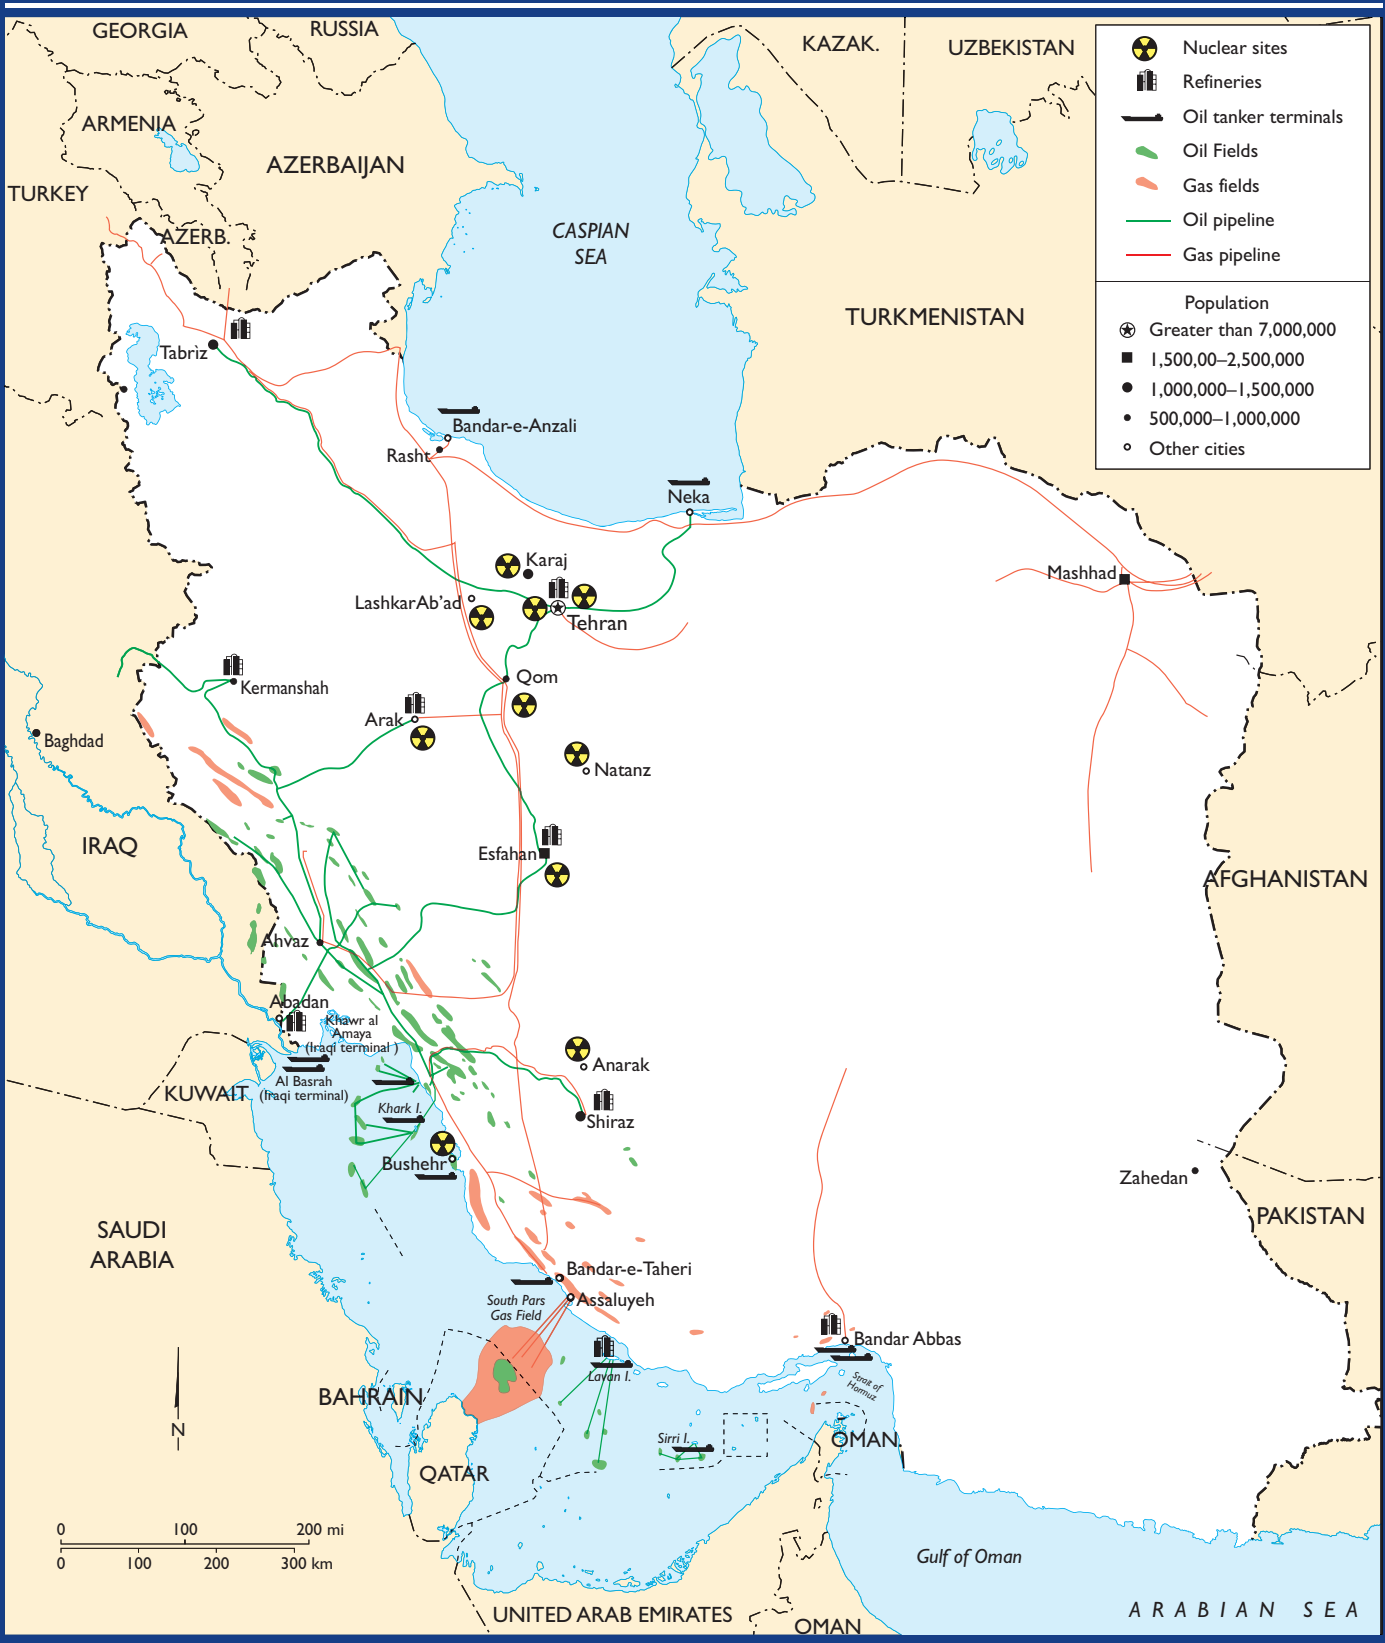 GEORGIA
RUSSIA
KAZAK.
UZBEKISTAN
ARMENIA
AZERBAIJAN
TURKEY
AZERB.
CASPIAN
SEA
TURKMENISTAN
Nuclear sites
Refineries
Oil tanker terminals
Oil Fields
Gas fields
Oil pipeline
Gas pipeline
Population
Greater than 7,000,000
1,500,00–2,500,000
1,000,000–1,500,000
500,000–1,000,000
Other cities
Tabriz
Bandar-e-Anzali
Rasht
Neka
Karaj
Mashhad
LashkarAb'ad
Tehran
Kermanshah
Qom
Arak
Baghdad
Natanz
IRAQ
Esfahan
AFGHANISTAN
Ahvaz
Abadan
Khawr al
Amaya
(Iraqi terminal )
Al Basrah
(Iraqi terminal)
KUWAIT
Anarak
Khark I.
Shiraz
Bushehr
Zahedan
PAKISTAN
SAUDI
ARABIA
Bandar-e-Taheri
Assaluyeh
South Pars
Gas Field
Bandar Abbas
Lavan I.
Strait of
Hormuz
BAHRAIN
N
Sirri I.
OMAN
QATAR
0 100 200 mi
0 100 200 300 km
Gulf of Oman
ARABIAN SEA
UNITED ARAB EMIRATES
OMAN